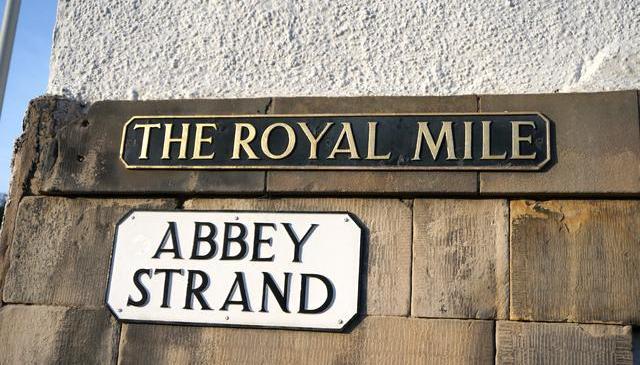 THE ROYAL MILE
ABBEY
STRAND